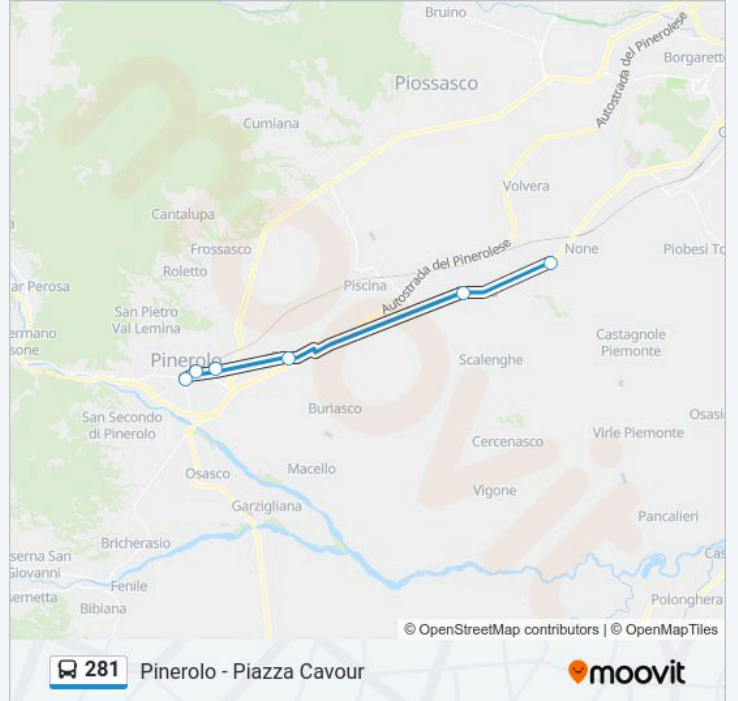 Bruino
Autostrada del Pinerolese
Borgarett
Piossasco
Cumiana
Volvera
Cantalupa
Frossasco
Roletto
None
Piobesi To
Autostrada del Pinerolese
ar Perosa
Piscina
San Pietro
Val Lemina
ermano
sone
Pinerolo
Castagnole
Piemonte
Scalenghe
San Secondo
di Pinerolo
Buriasco
Osasi
Virle Piemonte
Cercenasco
Macello
Osasco
Vigone
Garzigliana
Pancalieri
Bricherasio
serna San
Giovanni
Cas
Fenile
sernetta
Bibiana
Polonghera
moovit
© OpenStreetMap contributors | © OpenMapTiles
281 Pinerolo - Piazza Cavour
moovit